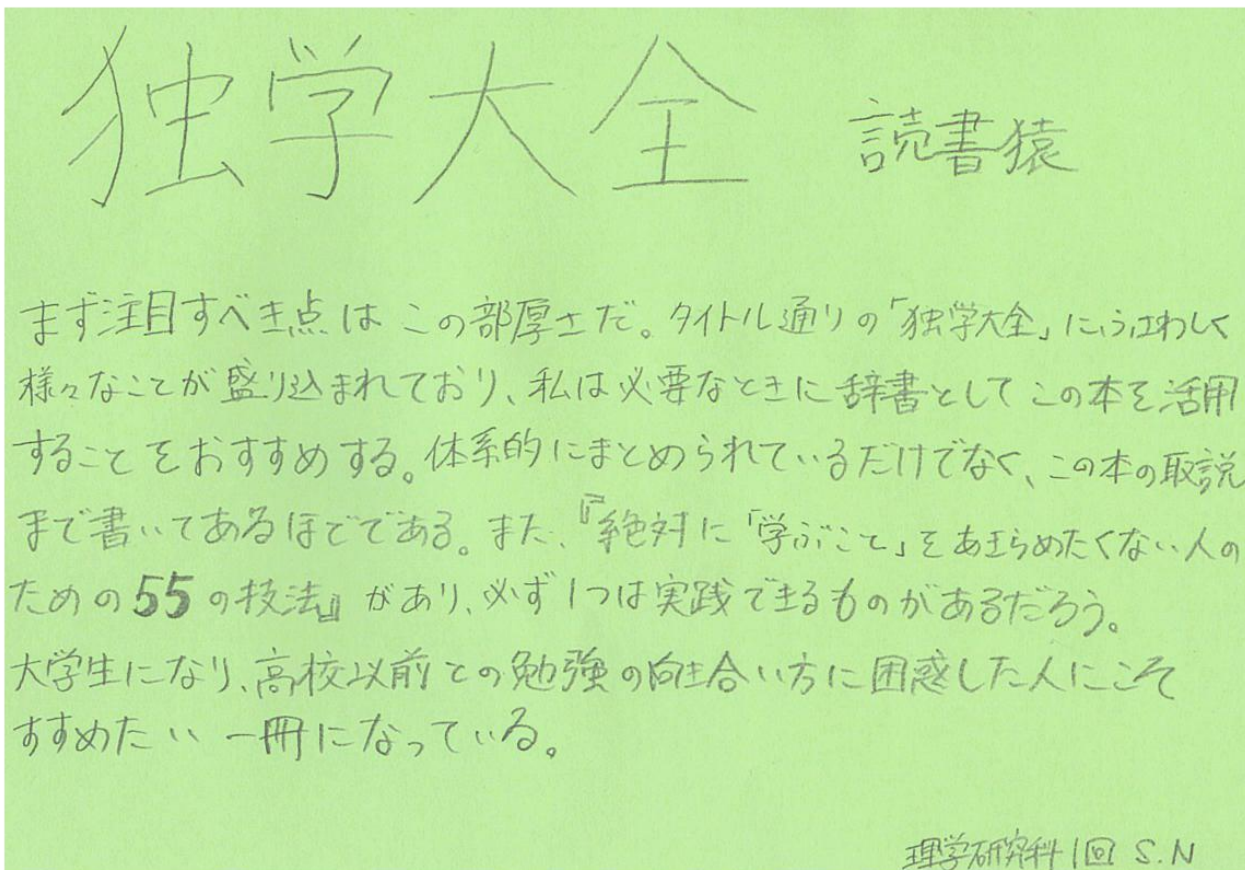 独学大全 読書猿
まず注目すべき点は この部厚さだ。タイトル通りの「独学大全」にふさわしく
様々なことが盛り込まれており、私は必要なときに辞書としてこの本を活用
することをおすすめする。体系的にまとめられているだけでなく、この本の取説
まで書いてあるほどである。また、『絶対に「学ぶこと」をあきらめたくない人の
ための55の技法』があり、必ず1つは実践できるものがあるだろう。
大学生になり、高校以前との勉強の向き合い方に困惑した人にこそ
すすめたい一冊になっている。
理学研究科1回 S.N